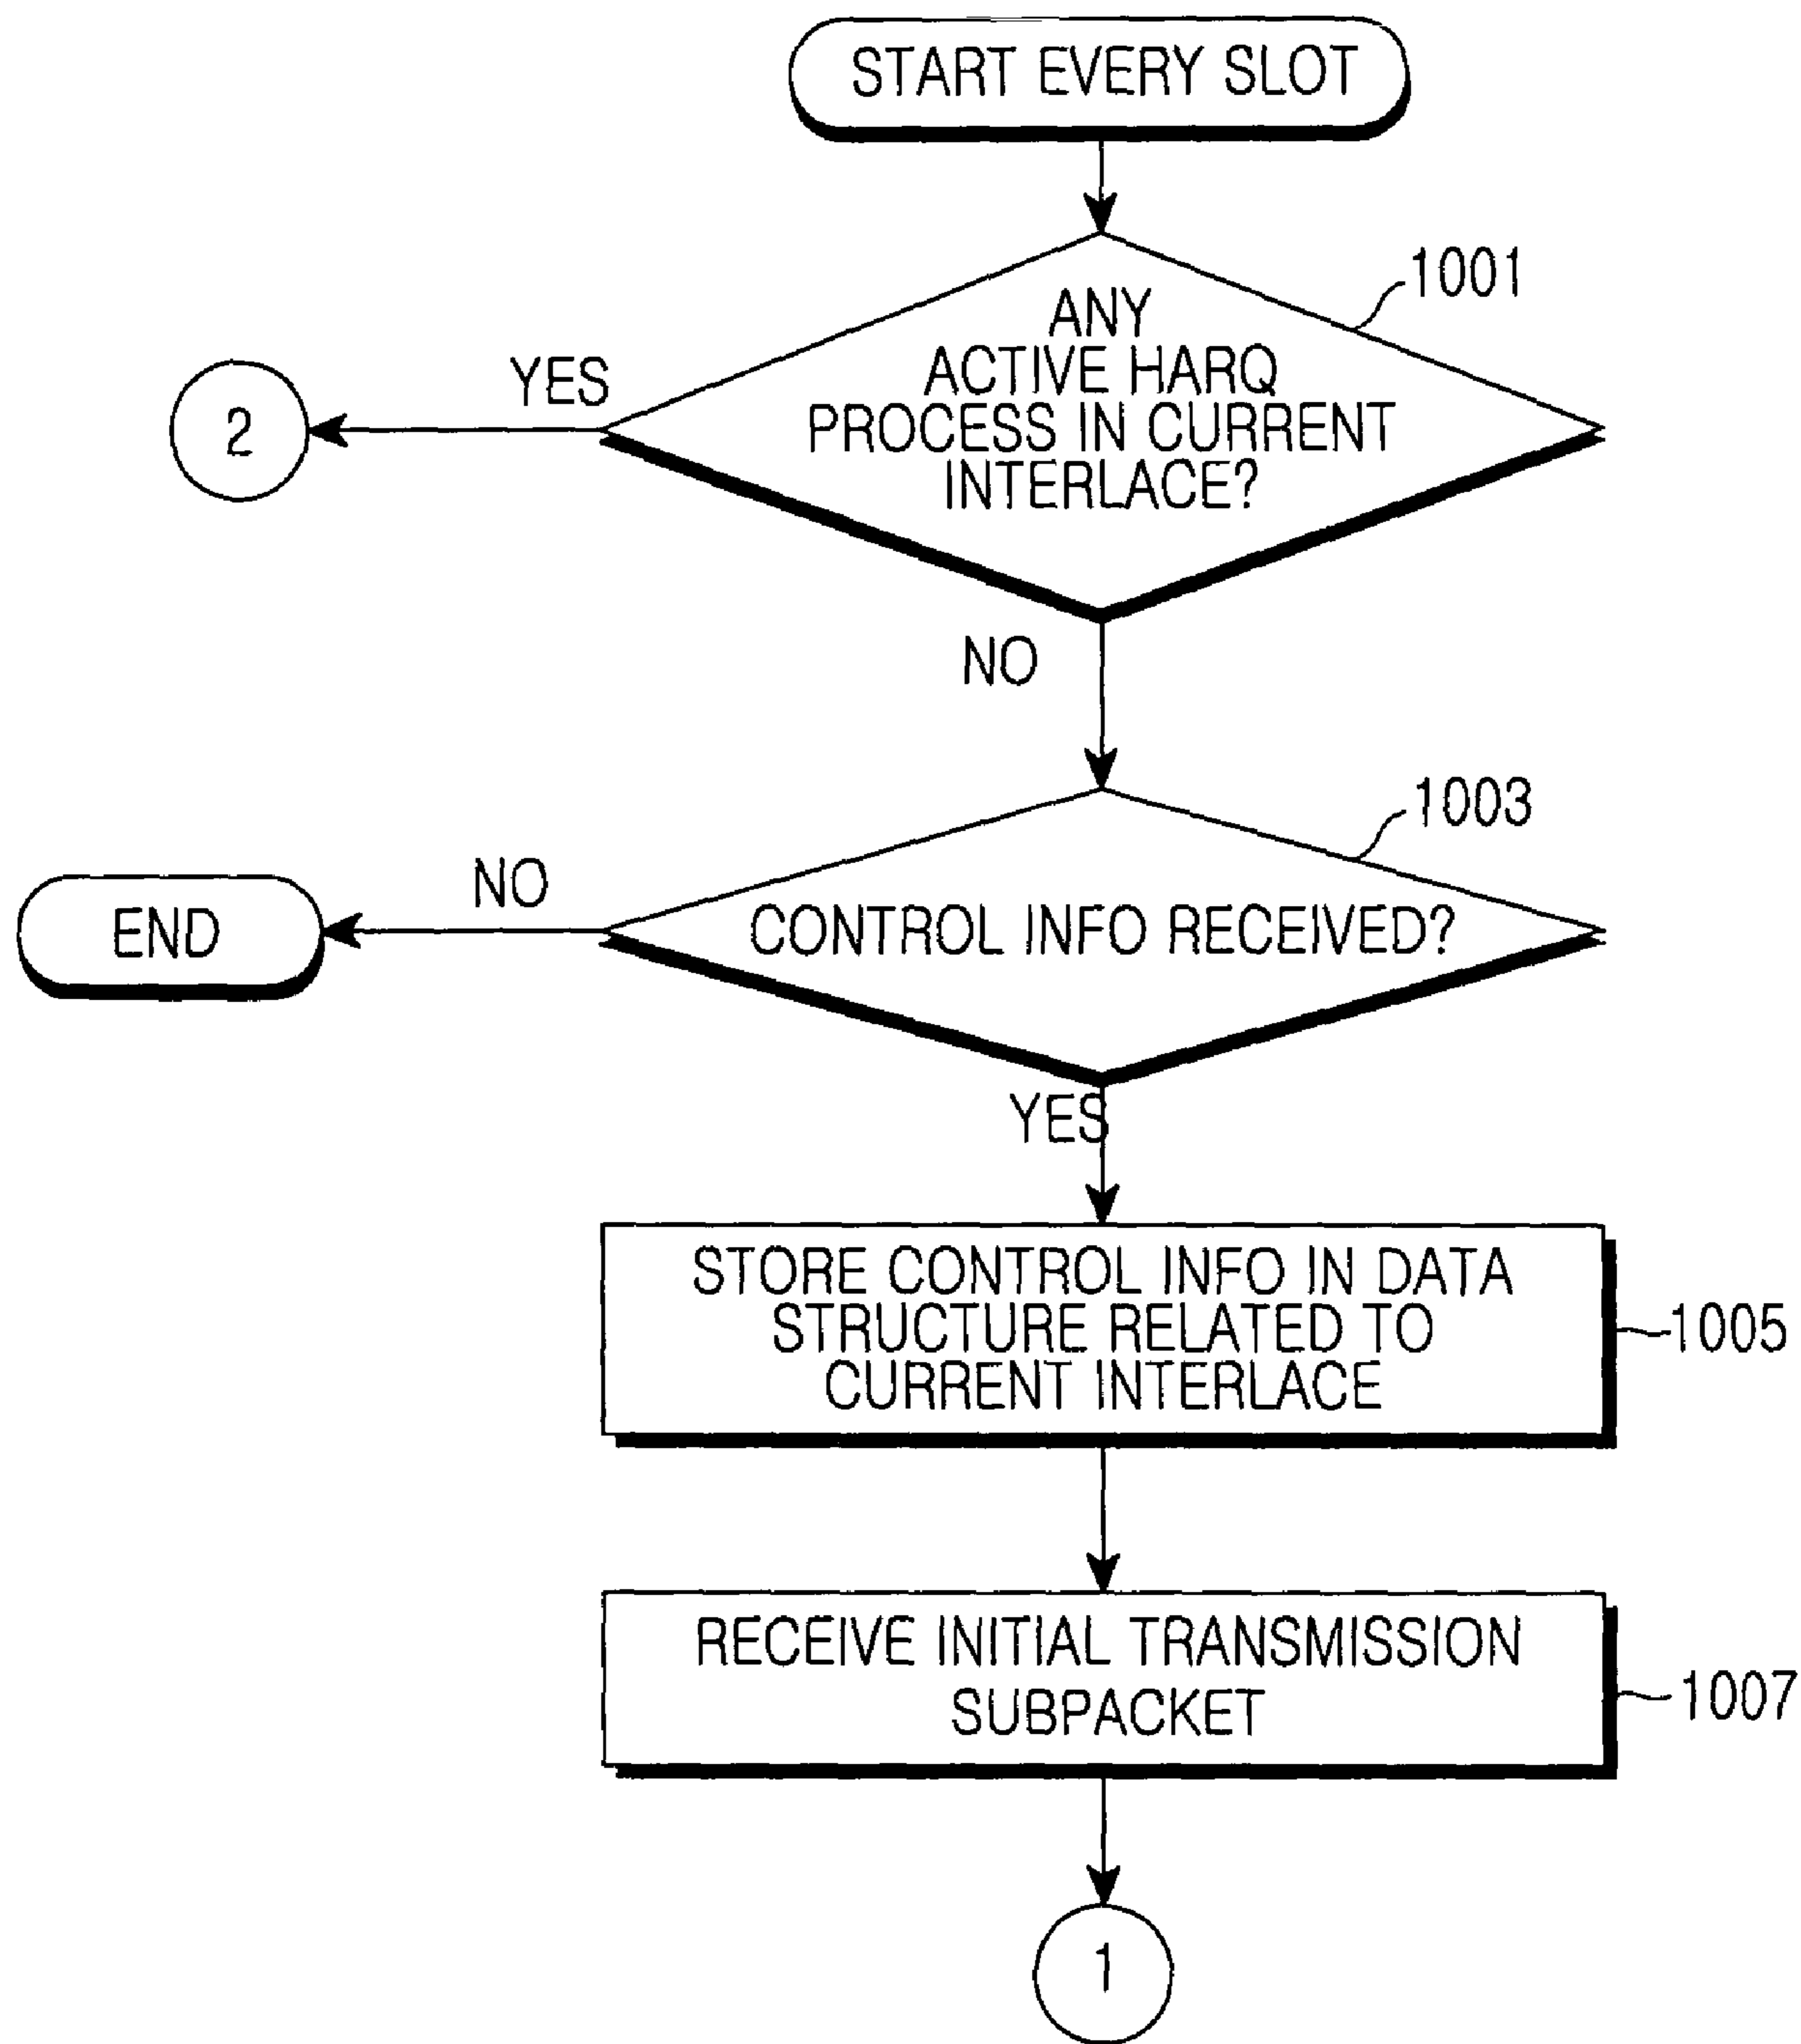 START EVERY SLOT
1001
ANY
ACTIVE HARQ
PROCESS IN CURRENT
INTERLACE?
YES
2
NO
1003
CONTROL INFO RECEIVED?
NO
END
YES
STORE CONTROL INFO IN DATA
STRUCTURE RELATED TO
CURRENT INTERLACE
1005
RECEIVE INITIAL TRANSMISSION
SUBPACKET
1007
1